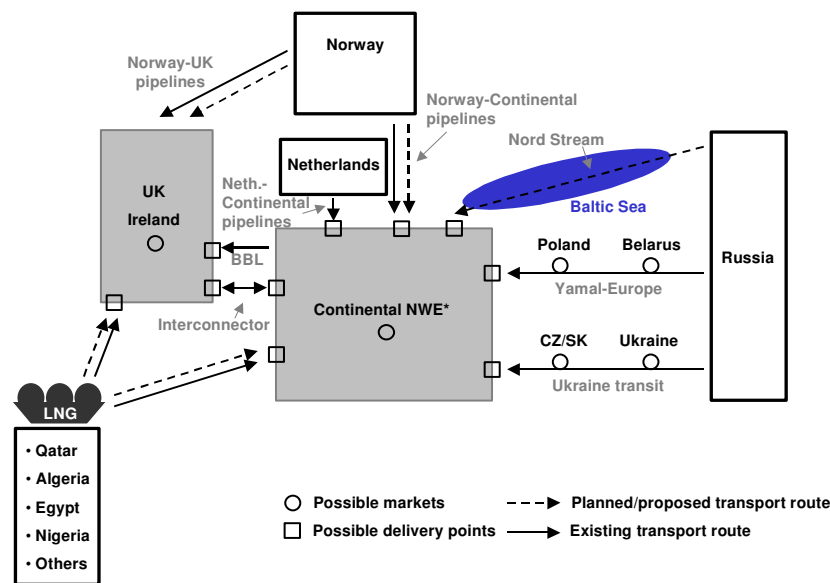 Norway
Norway-UK
pipelines
Norway-Continental
pipelines
Nord Stream
Netherlands
Neth.-
Continental
pipelines
UK
Ireland
Baltic Sea
BBL
Poland
Belarus
Russia
Yamal-Europe
Interconnector
Continental NWE*
CZ/SK
Ukraine
Ukraine transit
LNG
• Qatar
• Algeria
• Egypt
• Nigeria
• Others
Possible markets
Planned/proposed transport route
Possible delivery points
Existing transport route